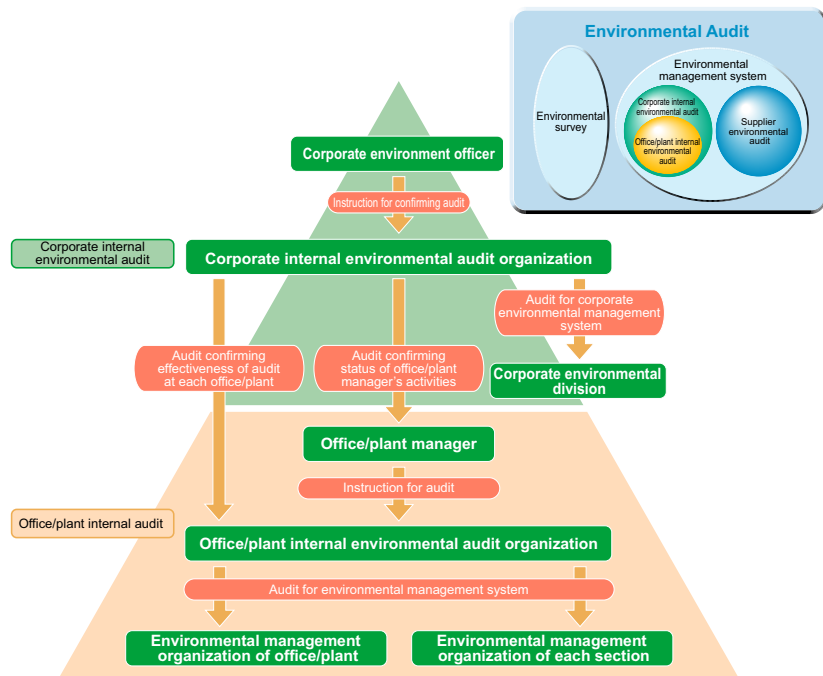 Environmental Audit
Environmental
survey
Environmental
management system
Corporate internal
environmental audit
Office/plant internal
environmental
audit
Supplier
environmental
audit
Corporate environment officer
Instruction for confirming audit
Corporate internal
environmental audit
Corporate internal environmental audit organization
Audit for corporate
environmental management
system
Audit confirming
effectiveness of audit
at each office/plant
Audit confirming
status of office/plant
manager’s activities
Corporate environmental
division
Office/plant manager
Instruction for audit
Office/plant internal audit
Office/plant internal environmental audit organization
Audit for environmental management system
Environmental management
organization of office/plant
Environmental management
organization of each section